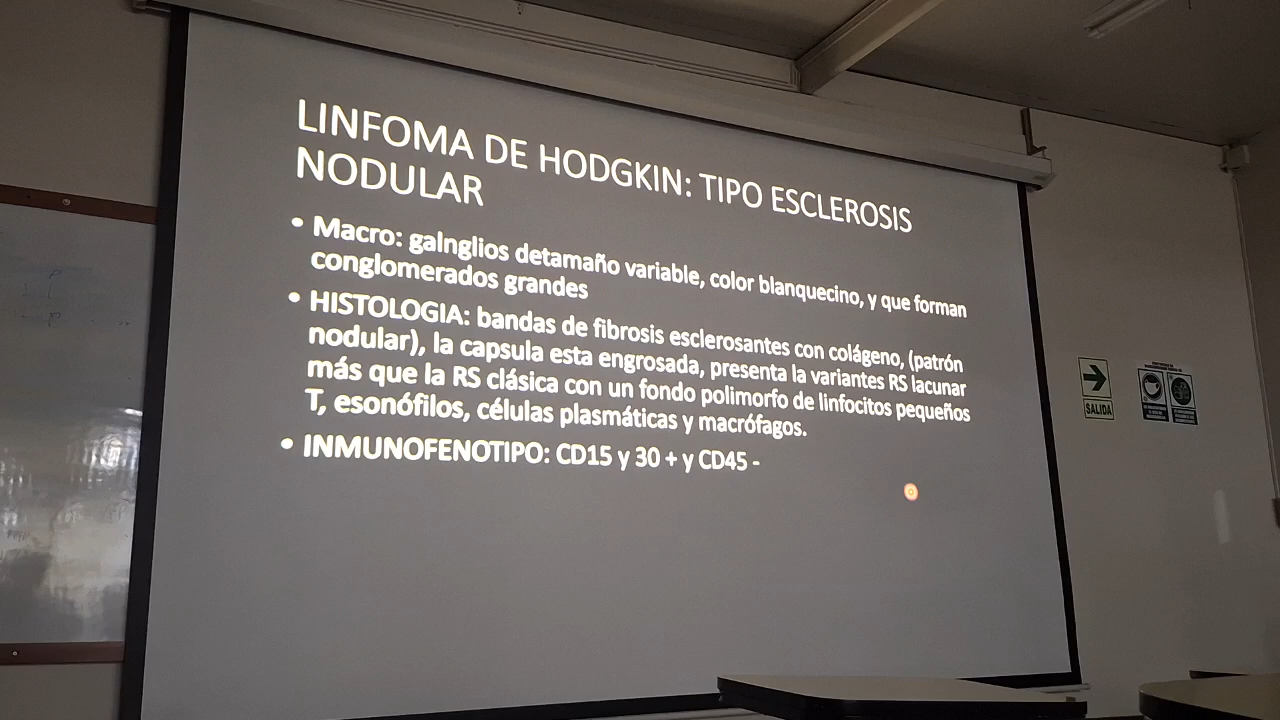 LINFOMA DE HODGKIN: TIPO ESCLEROSIS
NODULAR
• Macro: galnglios detamaño variable, color blanquecino, y que forman
conglomerados grandes
• HISTOLOGIA: bandas de fibrosis esclerosantes con colágeno, (patrón
nodular), la capsula esta engrosada, presenta la variantes RS lacunar
más que la RS clásica con un fondo polimorfo de linfocitos pequeños
T, esonófilos, células plasmáticas y macrófagos.
• INMUNOFENOTIPO: CD15 y 30 + y CD45 -
SALIDA